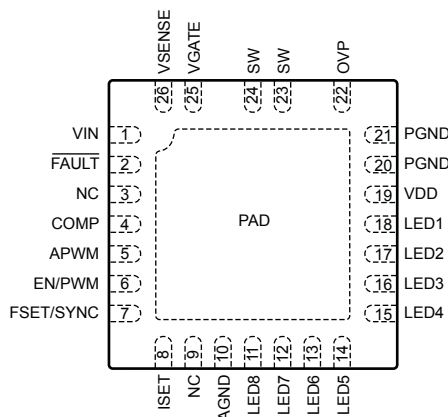 VSENSE
VGATE
SW
SW
OVP
26
25
24
23
22
VIN 1
FAULT 2
NC 3
COMP 4
APWM 5
EN/PWM 6
FSET/SYNC 7
PAD
21 PGND
20 PGND
19 VDD
18 LED1
17 LED2
16 LED3
15 LED4
8
9
10
11
12
13
14
ISET
NC
AGND
LED8
LED7
LED6
LED5